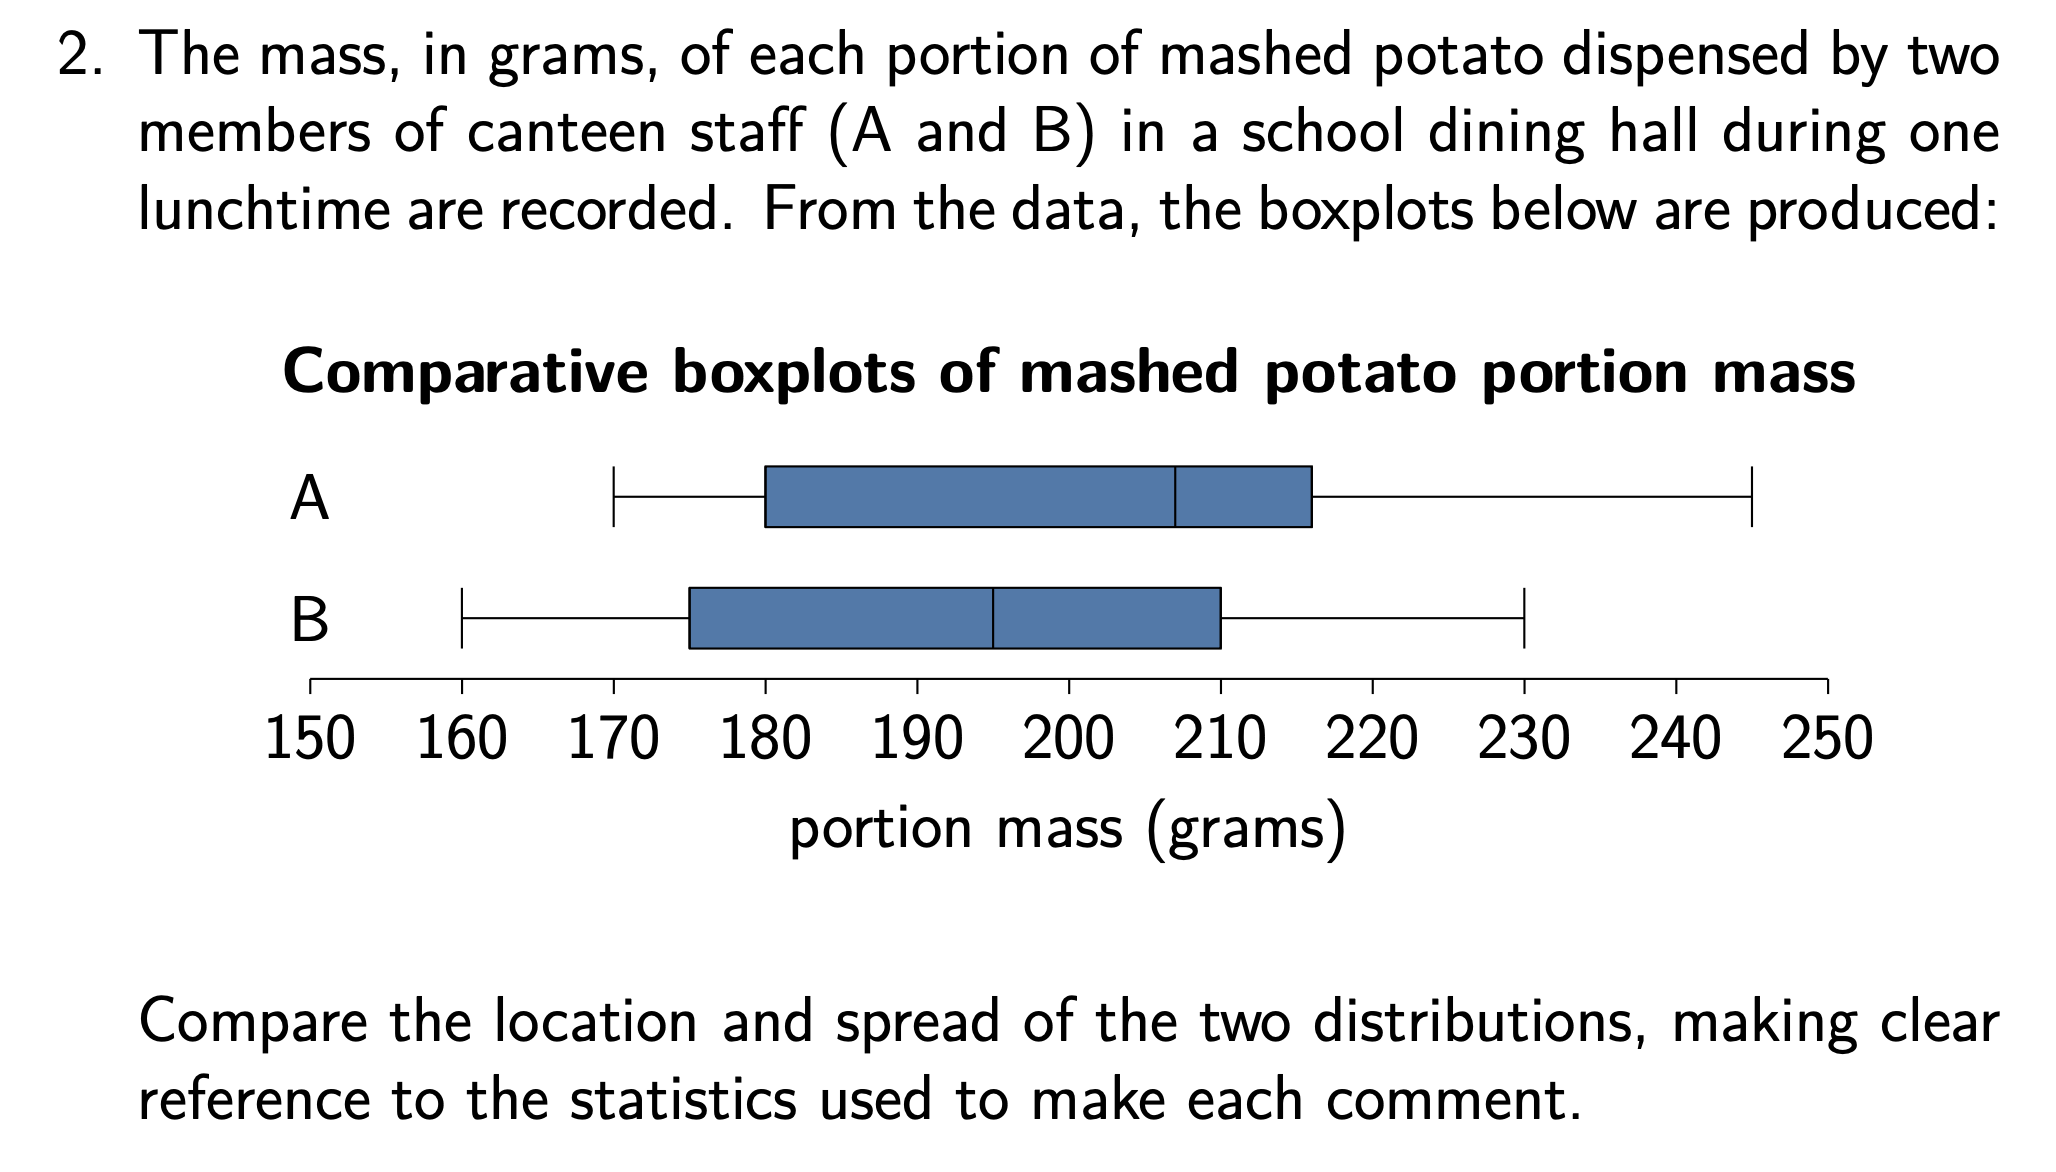 2. The mass, in grams, of each portion of mashed potato dispensed by two
members of canteen staff (A and B) in a school dining hall during one
lunchtime are recorded. From the data, the boxplots below are produced:
Comparative boxplots of mashed potato portion mass
A
B
150 160 170 180 190 200 210 220 230 240 250
portion mass (grams)
Compare the location and spread of the two distributions, making clear
reference to the statistics used to make each comment.